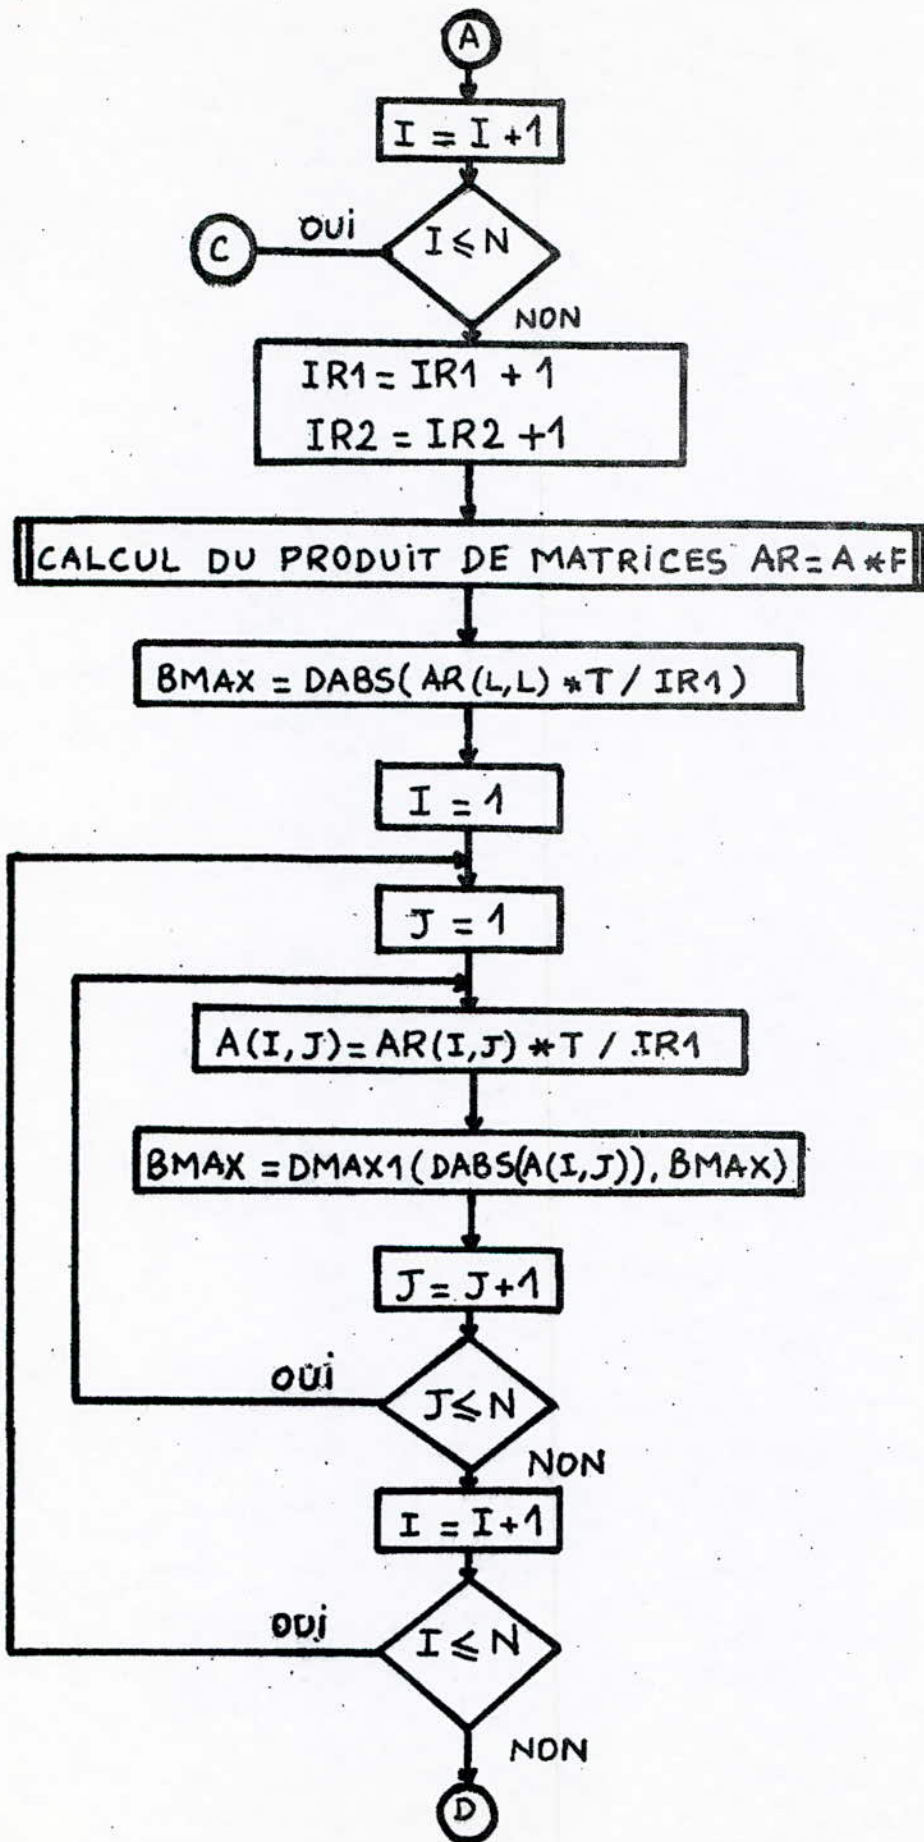 A
I = I +1
C
OUI
I ≤ N
NON
IR1 = IR1 + 1
IR2 = IR2 +1
CALCUL DU PRODUIT DE MATRICES AR=A*F
BMAX = DABS(AR(L,L) *T / IR1)
I = 1
J = 1
A(I,J)=AR(I,J) *T / IR1
BMAX = DMAX1(DABS(A(I,J)),BMAX)
J = J+1
OUI
J ≤ N
NON
I = I+1
OUI
I ≤ N
NON
D